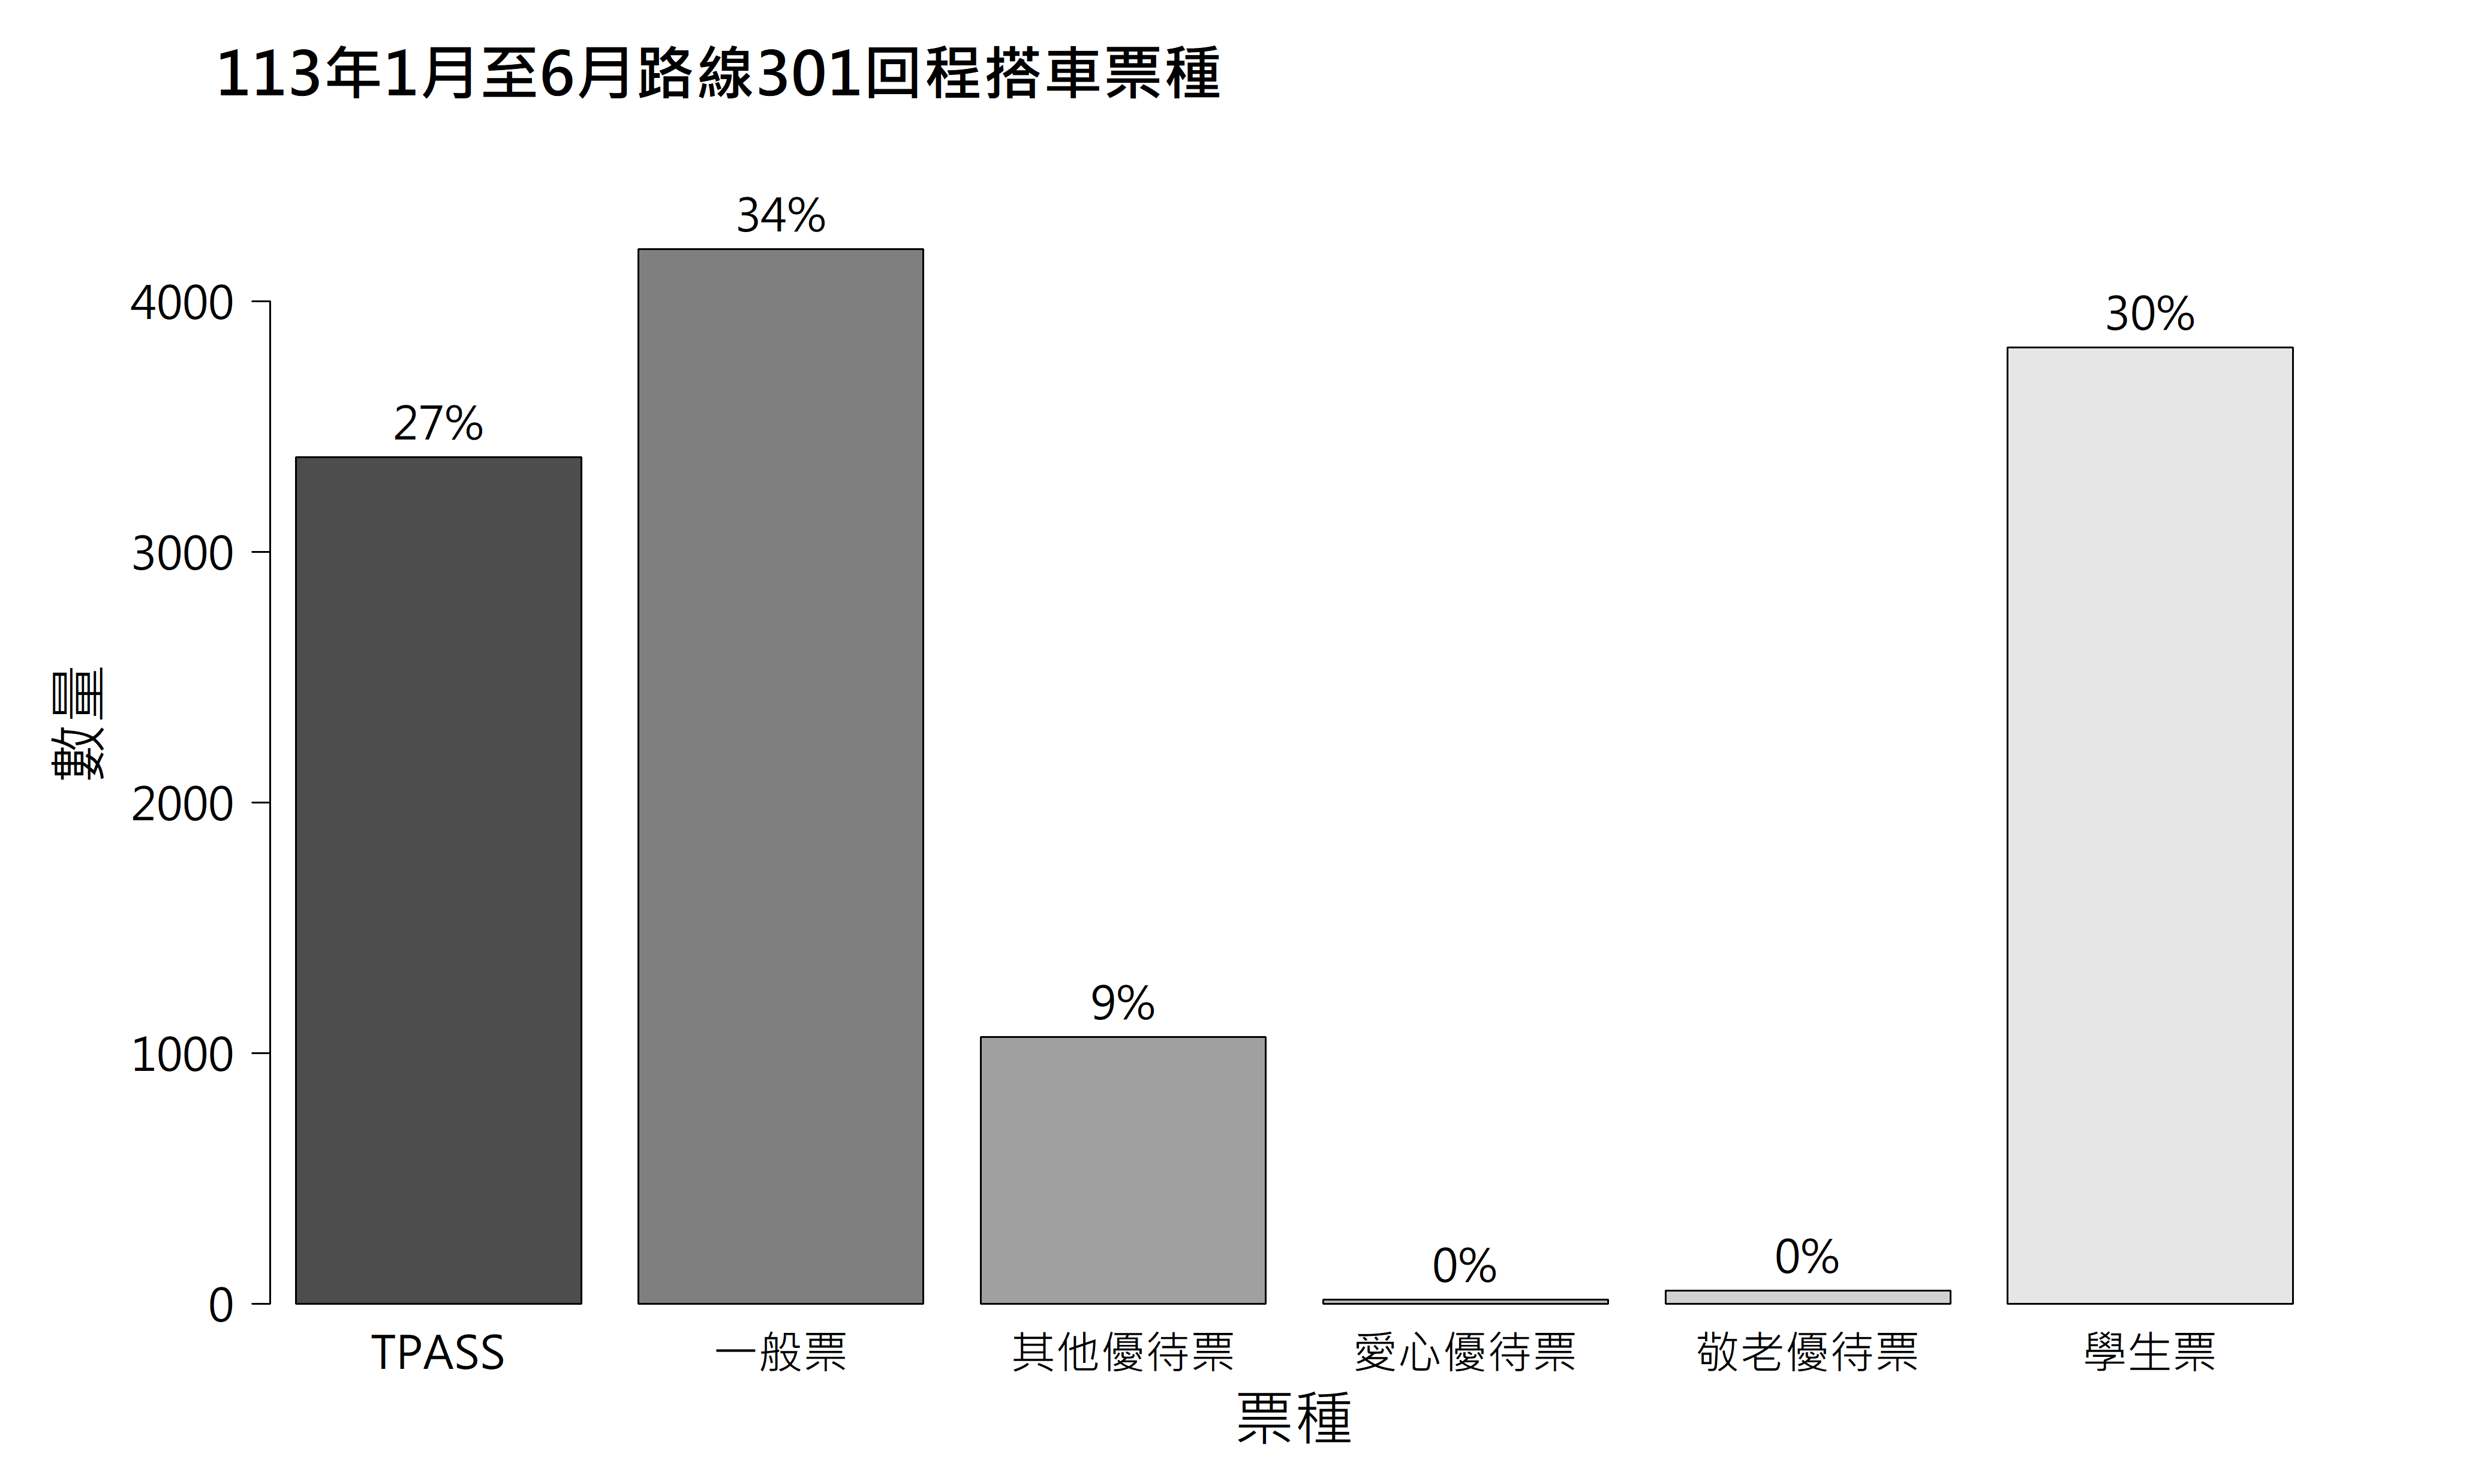 113年1月至6月路線301回程搭車票種
34%
30%
27%
9%
0%
0%
4000
3000
2000
1000
0
數量
TPASS
一般票
其他優待票
愛心優待票
敬老優待票
學生票
票種